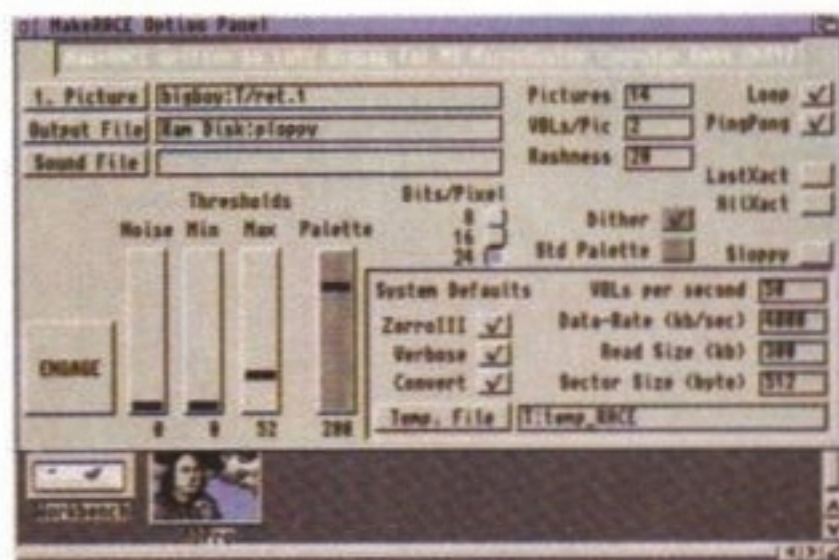 MakeRACE Option Panel
1. Picture bigboy:T/ret.1
Output File Ram Disk:ploppy
Sound File
Pictures 14
VBLs/Pic 2
Rashness 20
Loop
PingPong
LastXact
AllXact
Sloppy
Bits/Pixel
8
16
24
Dither
Std Palette
Thresholds
Noise Min Max Palette
0 0 52 200
ENGAGE
System Defaults
ZorroIII
Verbose
Convert
VBLs per second 50
Data-Rate (kb/sec) 4000
Read Size (kb) 300
Sector Size (byte) 512
Temp. File T:temp_RACE
Workbench